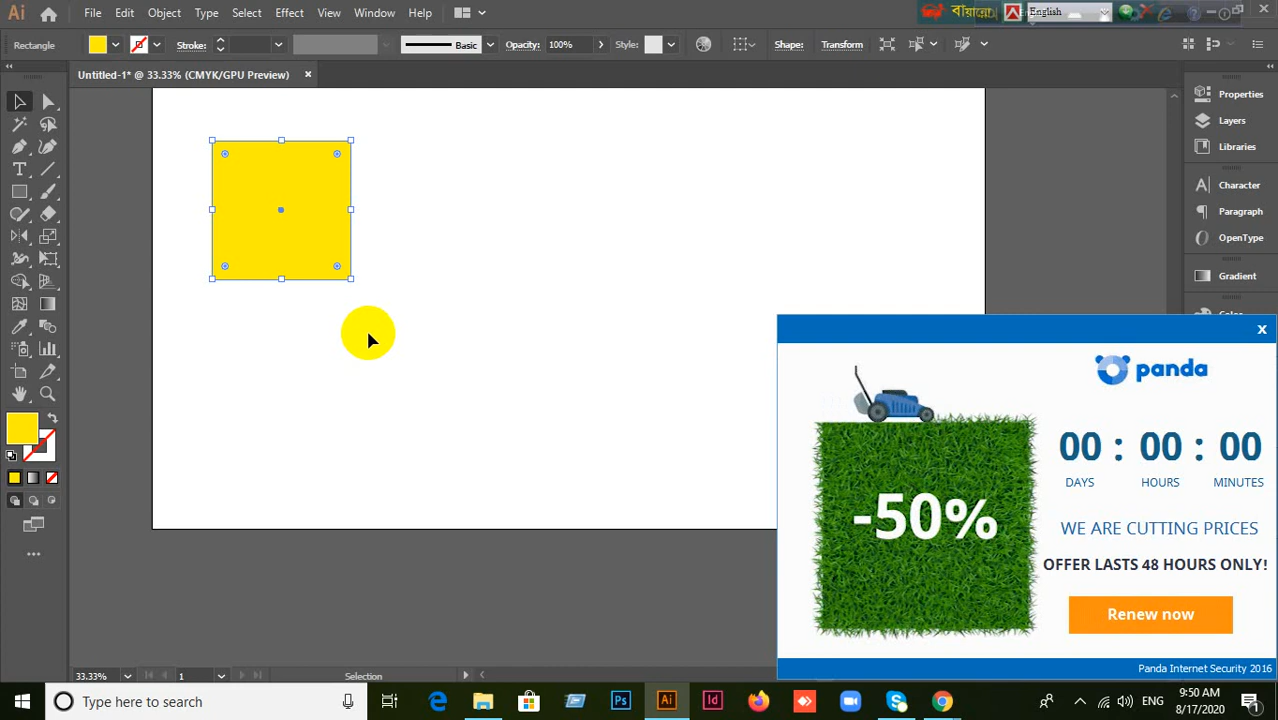 Ai File Edit Object Type Select Effect View Window Help
বায়ান্নো English
Rectangle Stroke: Basic Opacity: 100% Style: Shape: Transform
Untitled-1* @ 33.33% (CMYK/GPU Preview)
Properties
Layers
Libraries
Character
Paragraph
OpenType
Gradient
x
panda
00 : 00 : 00
DAYS HOURS MINUTES
-50%
WE ARE CUTTING PRICES
OFFER LASTS 48 HOURS ONLY!
Renew now
Panda Internet Security 2016
33.33% 1 Selection
Type here to search
Ps Ai Id
ENG
9:50 AM
8/17/2020